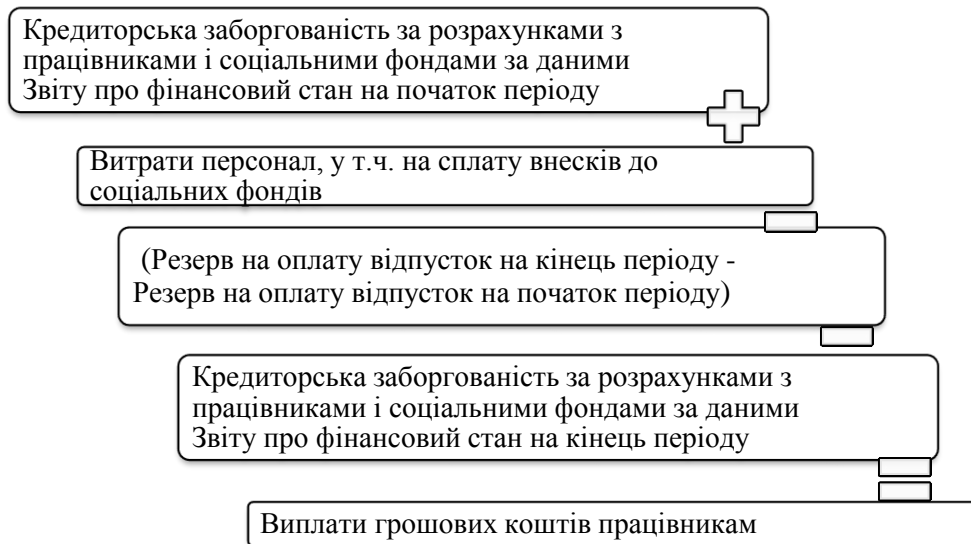 Кредиторська заборгованість за розрахунками з
працівниками і соціальними фондами за даними
Звіту про фінансовий стан на початок періоду
Витрати персонал, у т.ч. на сплату внесків до
соціальних фондів
(Резерв на оплату відпусток на кінець періоду -
Резерв на оплату відпусток на початок періоду)
Кредиторська заборгованість за розрахунками з
працівниками і соціальними фондами за даними
Звіту про фінансовий стан на кінець періоду
Виплати грошових коштів працівникам